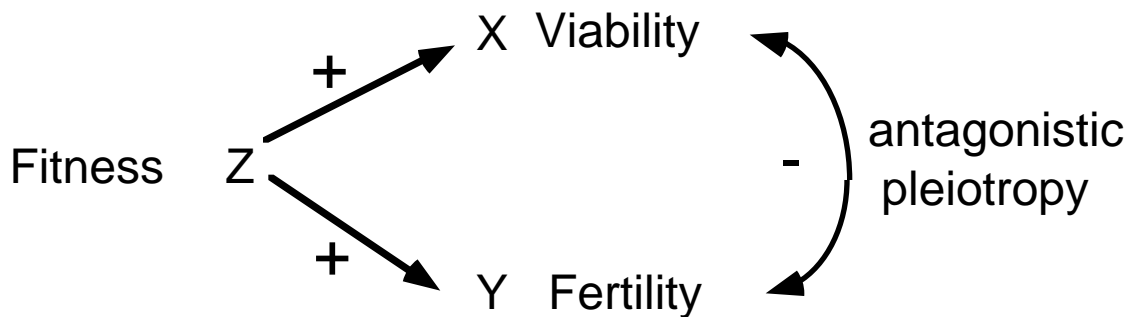 X Viability
+
Fitness Z
antagonistic
pleiotropy
-
+
Y Fertility